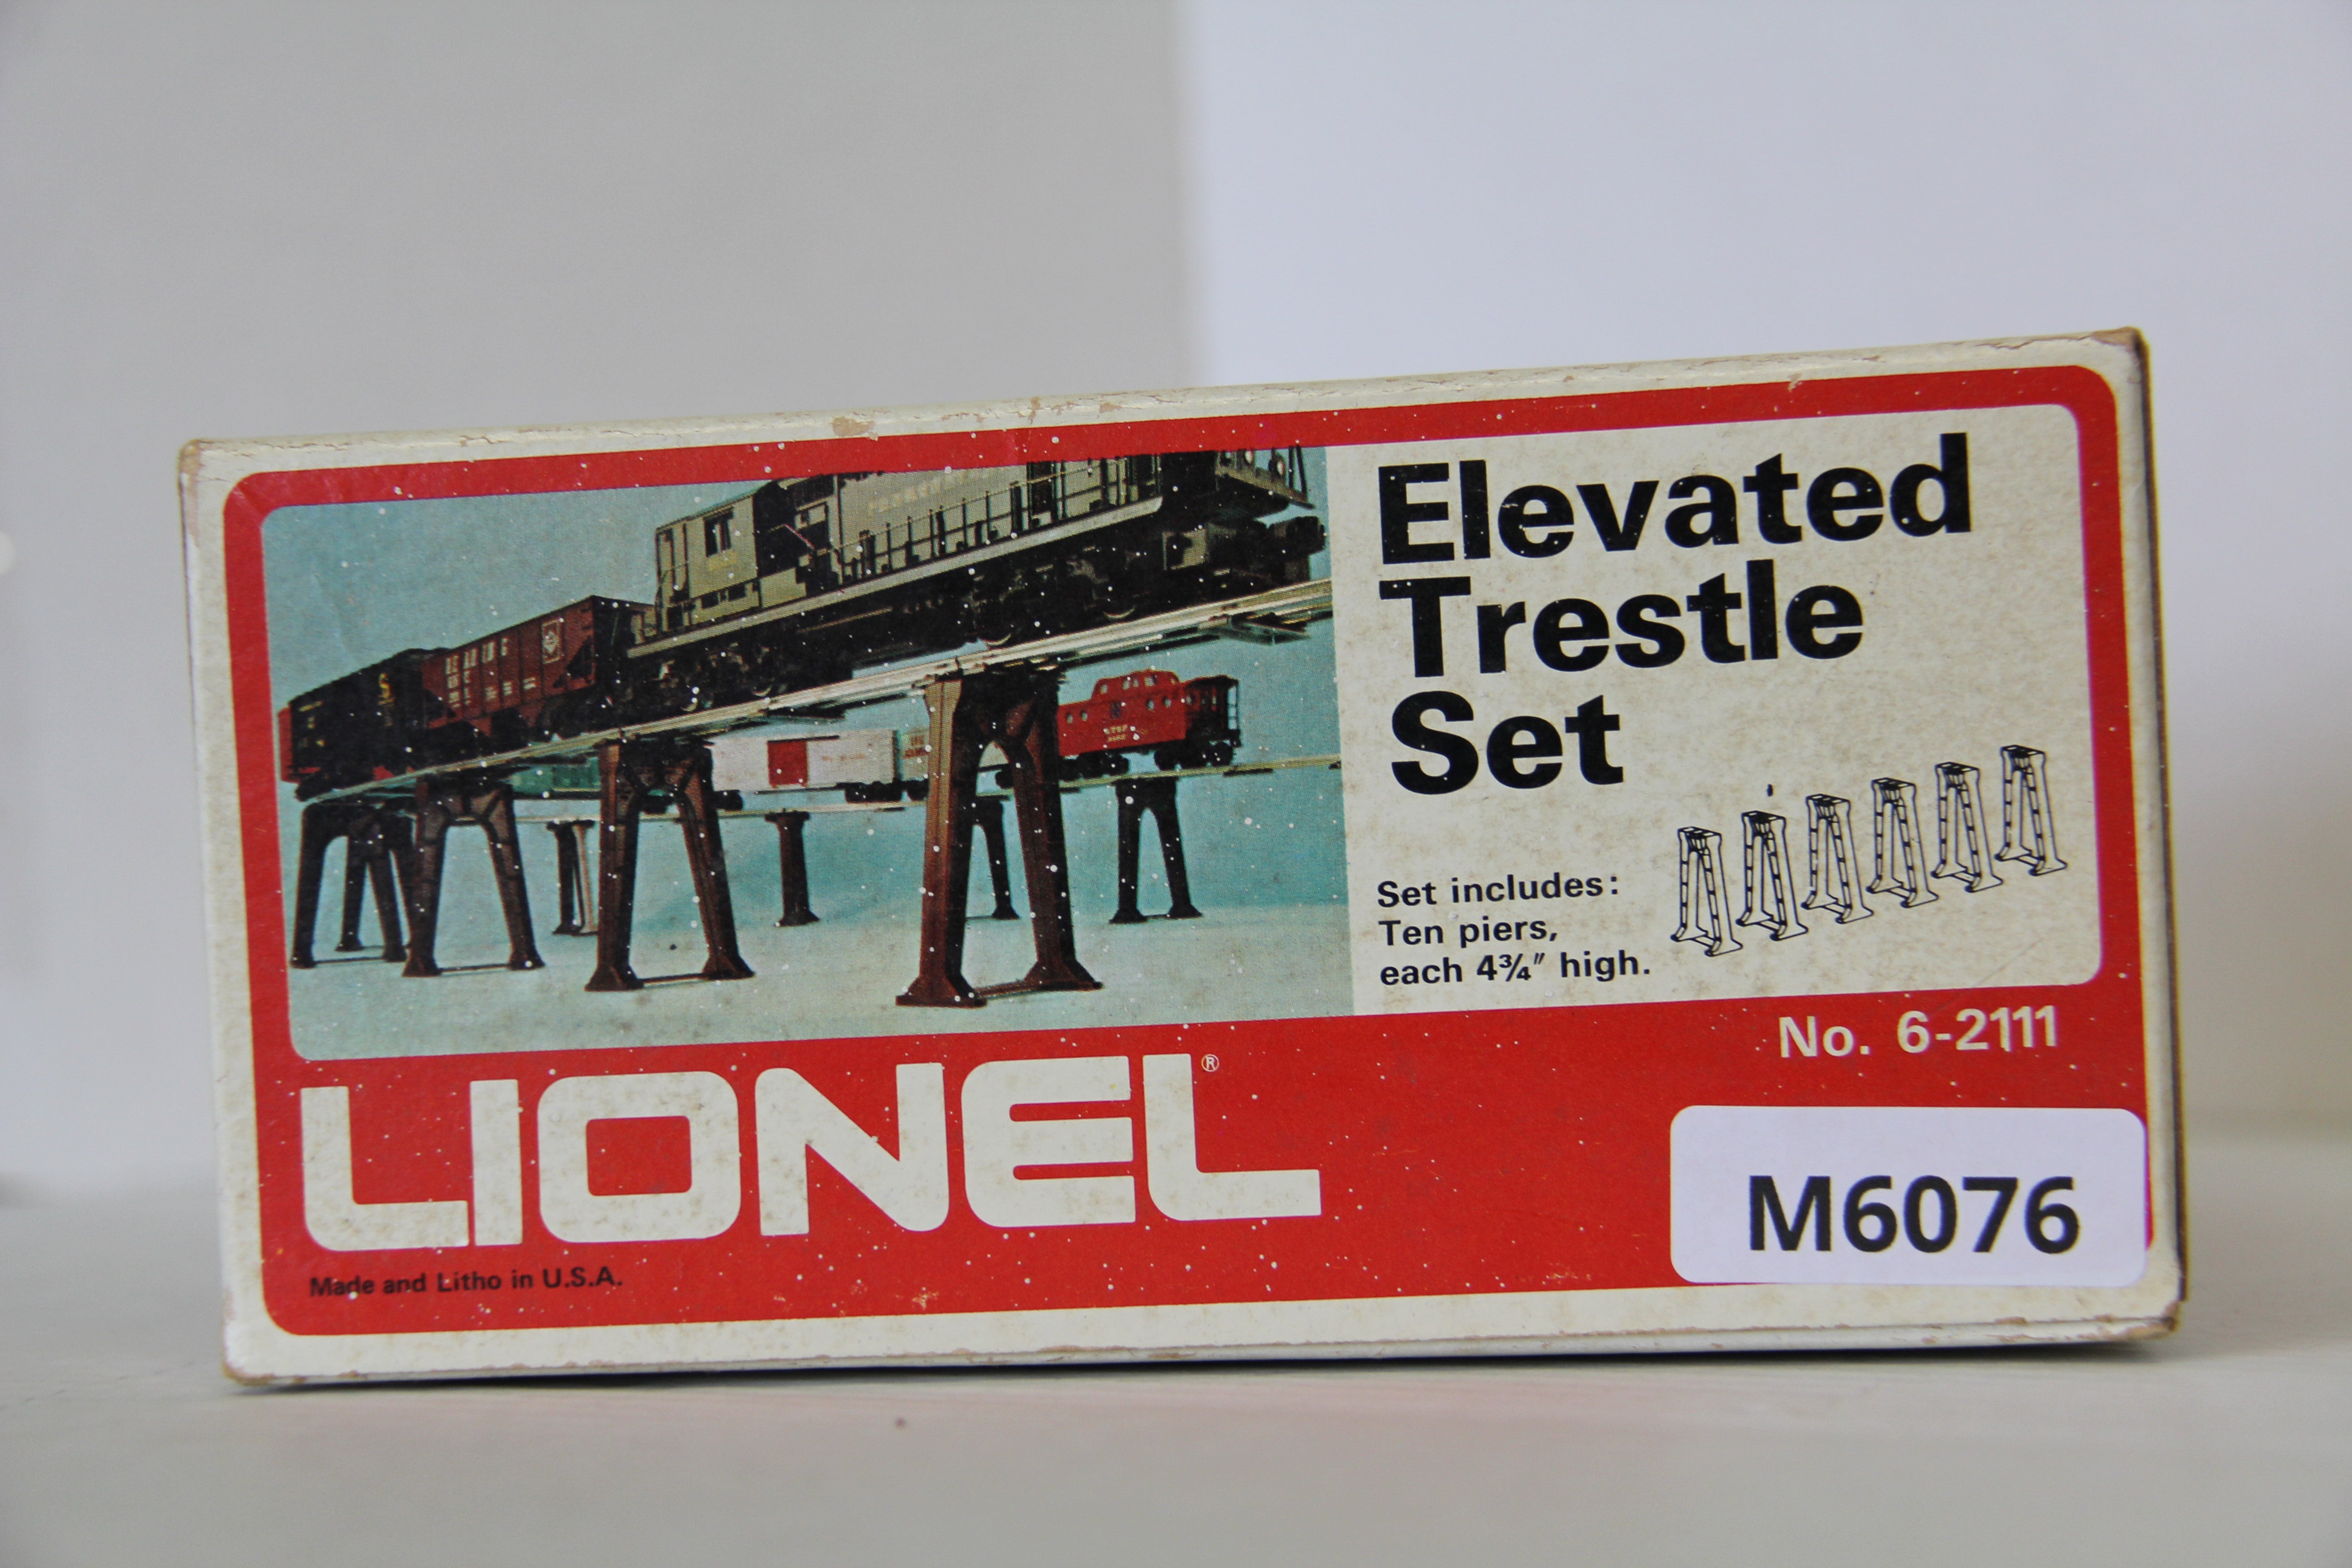 Elevated
Trestle
Set
Set includes:
Ten piers,
each 4¾" high.
No. 6-2111
LIONEL®
M6076
Made and Litho in U.S.A.
READING